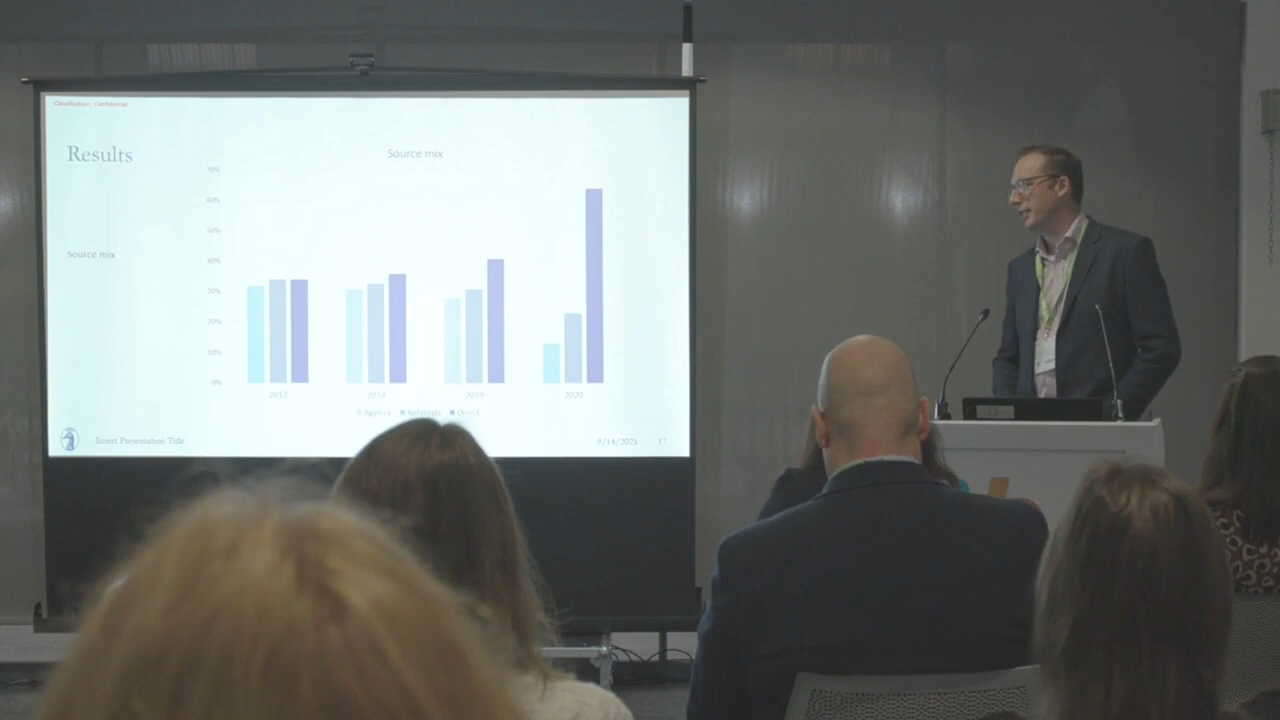 Classification: Confidential
Results
Source mix
Source mix
70%
60%
50%
40%
30%
20%
10%
0%
2017 2018 2019 2020
Agency Referrals Direct
Insert Presentation Title
9/14/2021 17